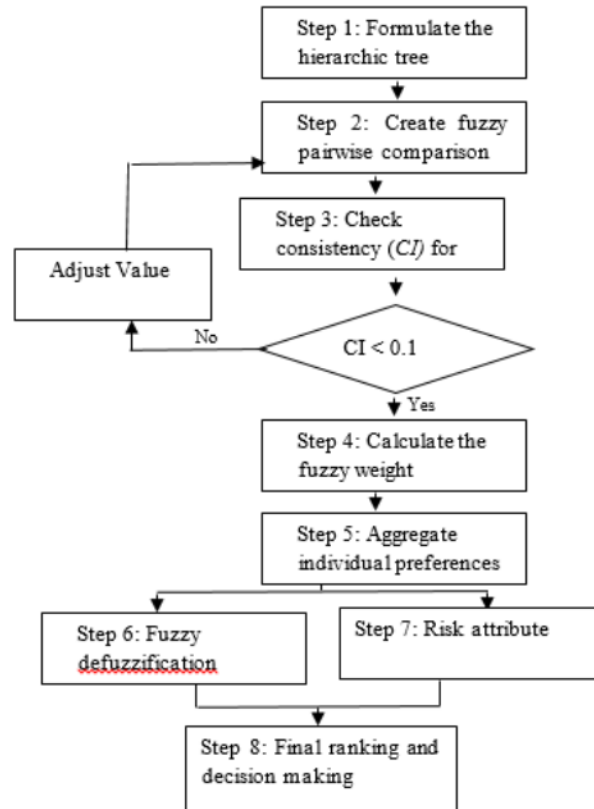 Step 1: Formulate the
hierarchic tree
Step 2: Create fuzzy
pairwise comparison
Step 3: Check
consistency (CI) for
Adjust Value
CI < 0.1
No
Yes
Step 4: Calculate the
fuzzy weight
Step 5: Aggregate
individual preferences
Step 6: Fuzzy
defuzzification
Step 7: Risk attribute
Step 8: Final ranking and
decision making